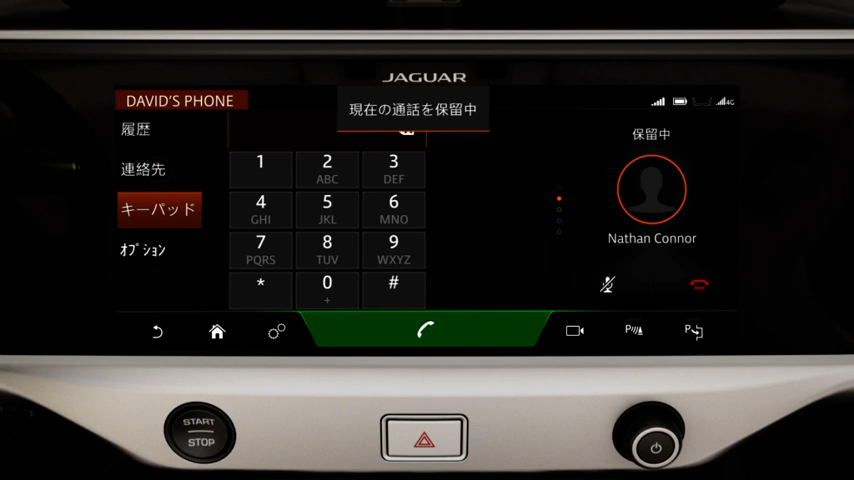 JAGUAR
DAVID'S PHONE
現在の通話を保留中
4G
履歴
連絡先
キーパッド
オプション
1
2 ABC
3 DEF
4 GHI
5 JKL
6 MNO
7 PQRS
8 TUV
9 WXYZ
*
0 +
#
保留中
Nathan Connor
P
P
START
STOP